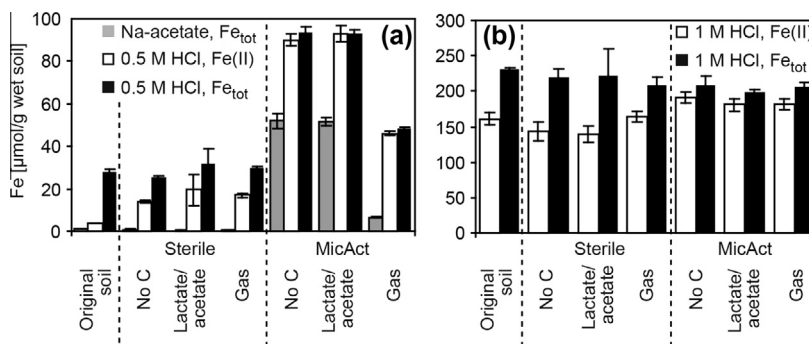 Fe [µmol/g wet soil]
100
80
60
40
20
0
(a)
Na-acetate, Fetot
0.5 M HCl, Fe(II)
0.5 M HCl, Fetot
Sterile
MicAct
Original soil
No C
Lactate/
acetate
Gas
No C
Lactate/
acetate
Gas
300
250
200
150
100
50
0
(b)
1 M HCl, Fe(II)
1 M HCl, Fetot
Sterile
MicAct
Original
soil
No C
Lactate/
acetate
Gas
No C
Lactate/
acetate
Gas